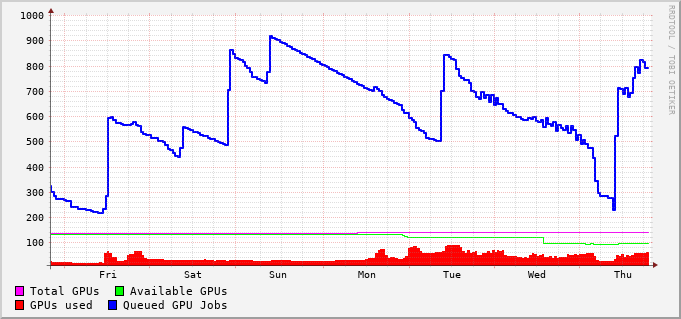 1000
900
800
700
600
500
400
300
200
100
Fri Sat Sun Mon Tue Wed Thu
Total GPUs Available GPUs
GPUs used Queued GPU Jobs
RRDTOOL / TOBI OETIKER